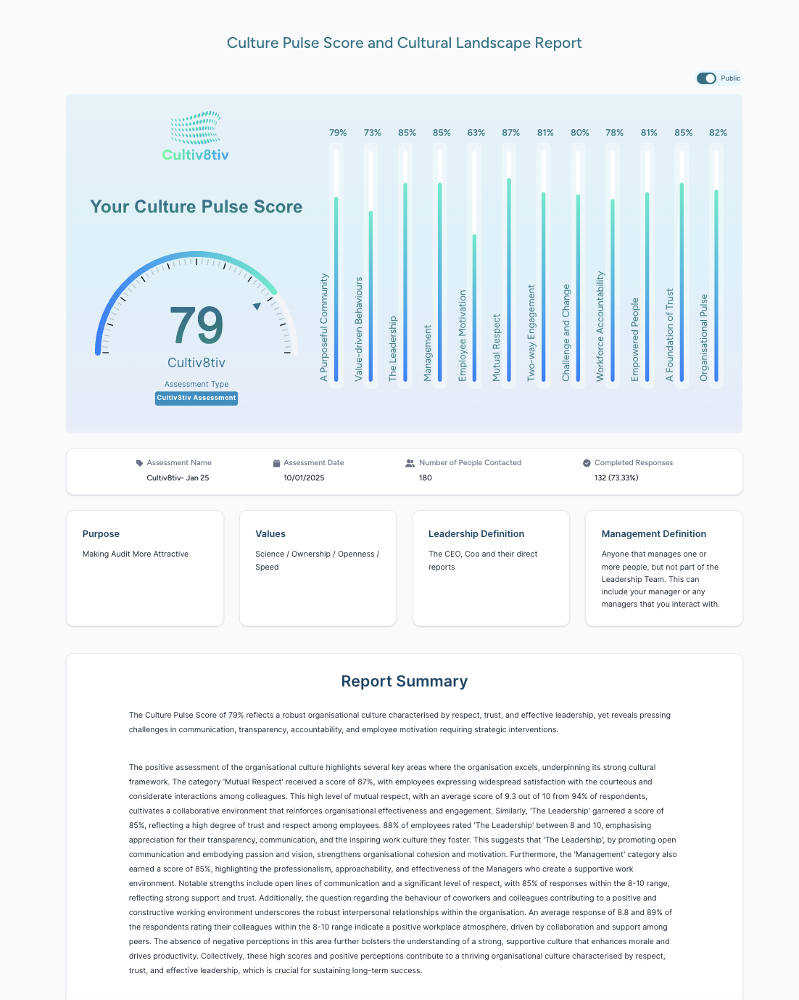 Culture Pulse Score and Cultural Landscape Report
Public
Cultiv8tiv
Your Culture Pulse Score
79
Cultiv8tiv
Assessment Type
Cultiv8tiv Assessment
79% 73% 85% 85% 63% 87% 81% 80% 78% 81% 85% 82%
A Purposeful Community
Value-driven Behaviours
The Leadership
Management
Employee Motivation
Mutual Respect
Two-way Engagement
Challenge and Change
Workforce Accountability
Empowered People
A Foundation of Trust
Organisational Pulse
Assessment Name
Cultiv8tiv- Jan 25
Assessment Date
10/01/2025
Number of People Contacted
180
Completed Responses
132 (73.33%)
Purpose
Making Audit More Attractive
Values
Science / Ownership / Openness /
Speed
Leadership Definition
The CEO, Coo and their direct
reports
Management Definition
Anyone that manages one or
more people, but not part of the
Leadership Team. This can
include your manager or any
managers that you interact with.
Report Summary
The Culture Pulse Score of 79% reflects a robust organisational culture characterised by respect, trust, and effective leadership, yet reveals pressing
challenges in communication, transparency, accountability, and employee motivation requiring strategic interventions.
The positive assessment of the organisational culture highlights several key areas where the organisation excels, underpinning its strong cultural
framework. The category 'Mutual Respect' received a score of 87%, with employees expressing widespread satisfaction with the courteous and
considerate interactions among colleagues. This high level of mutual respect, with an average score of 9.3 out of 10 from 94% of respondents,
cultivates a collaborative environment that reinforces organisational effectiveness and engagement. Similarly, 'The Leadership' garnered a score of
85%, reflecting a high degree of trust and respect among employees. 88% of employees rated 'The Leadership' between 8 and 10, emphasising
appreciation for their transparency, communication, and the inspiring work culture they foster. This suggests that 'The Leadership', by promoting open
communication and embodying passion and vision, strengthens organisational cohesion and motivation. Furthermore, the 'Management' category also
earned a score of 85%, highlighting the professionalism, approachability, and effectiveness of the Managers who create a supportive work
environment. Notable strengths include open lines of communication and a significant level of respect, with 85% of responses within the 8-10 range,
reflecting strong support and trust. Additionally, the question regarding the behaviour of coworkers and colleagues contributing to a positive and
constructive working environment underscores the robust interpersonal relationships within the organisation. An average response of 8.8 and 89% of
the respondents rating their colleagues within the 8-10 range indicate a positive workplace atmosphere, driven by collaboration and support among
peers. The absence of negative perceptions in this area further bolsters the understanding of a strong, supportive culture that enhances morale and
drives productivity. Collectively, these high scores and positive perceptions contribute to a thriving organisational culture characterised by respect,
trust, and effective leadership, which is crucial for sustaining long-term success.